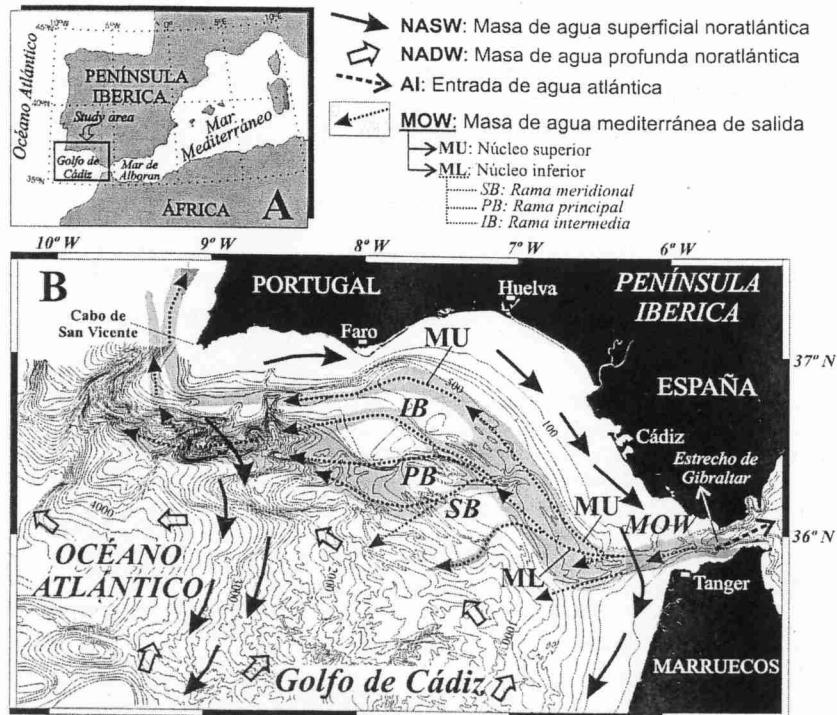 10°W
5°W
0°
5°E
10°E
Océano Atlántico
PENÍNSULA
IBERICA
40°N
Study area
Mar
Mediterráneo
Golfo de
Cádiz
Mar de
Alboran
35°N
ÁFRICA
A
NASW: Masa de agua superficial noratlántica
NADW: Masa de agua profunda noratlántica
AI: Entrada de agua atlántica
MOW: Masa de agua mediterránea de salida
MU: Núcleo superior
ML: Núcleo inferior
SB: Rama meridional
PB: Rama principal
IB: Rama intermedia
10° W
9° W
8° W
7° W
6° W
B
PORTUGAL
Huelva
PENÍNSULA
IBERICA
Cabo de
San Vicente
Faro
MU
37° N
500
ESPAÑA
IB
100
Cádiz
Estrecho de
Gibraltar
PB
SB
MU
MOW
4000
36° N
OCÉANO
ATLÁNTICO
3000
2000
ML
Tanger
1000
Golfo de Cádiz
MARRUECOS